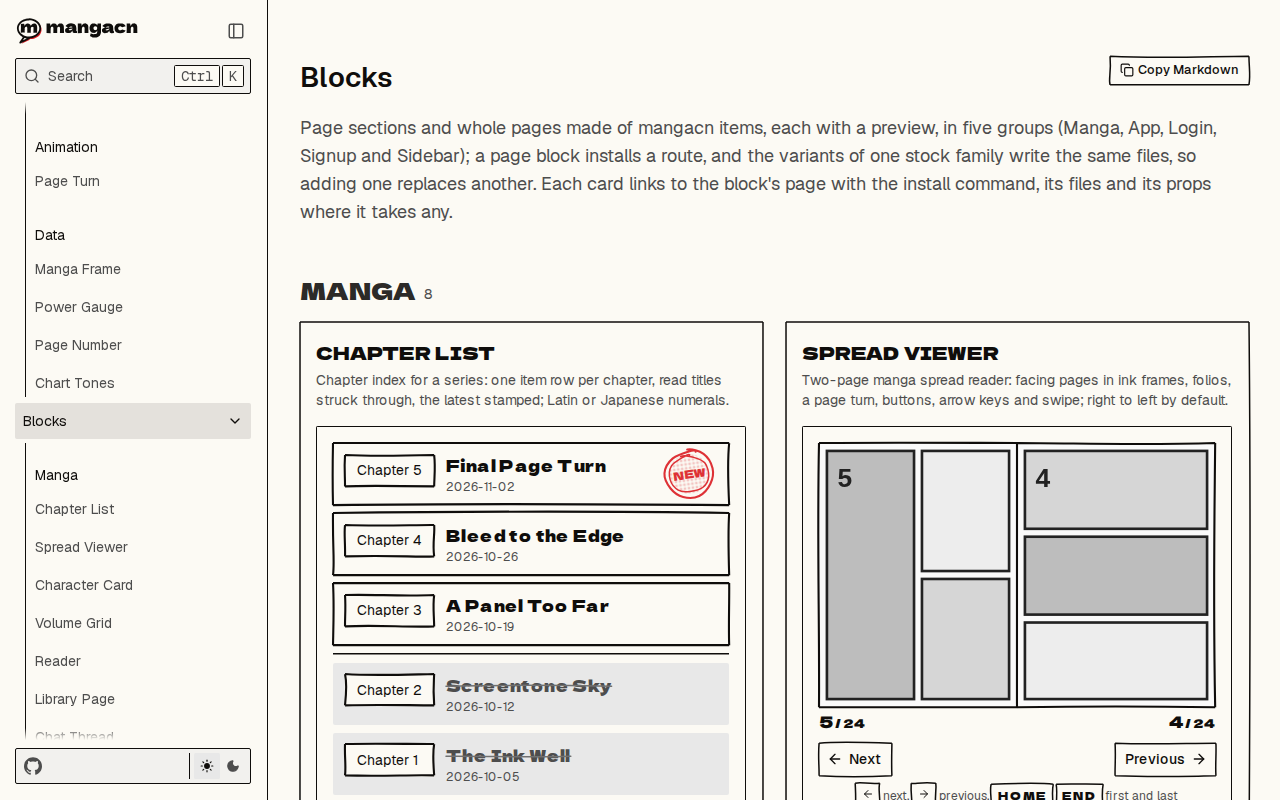 mangacn
Search Ctrl K
Animation
Page Turn
Data
Manga Frame
Power Gauge
Page Number
Chart Tones
Blocks
Manga
Chapter List
Spread Viewer
Character Card
Volume Grid
Reader
Library Page
Chat Thread
Blocks
Copy Markdown
Page sections and whole pages made of mangacn items, each with a preview, in five groups (Manga, App, Login,
Signup and Sidebar); a page block installs a route, and the variants of one stock family write the same files, so
adding one replaces another. Each card links to the block's page with the install command, its files and its props
where it takes any.
MANGA 8
CHAPTER LIST
Chapter index for a series: one item row per chapter, read titles
struck through, the latest stamped; Latin or Japanese numerals.
Chapter 5 Final Page Turn
2026-11-02
NEW
Chapter 4 Bleed to the Edge
2026-10-26
Chapter 3 A Panel Too Far
2026-10-19
Chapter 2 Screentone Sky
2026-10-12
Chapter 1 The Ink Well
2026-10-05
SPREAD VIEWER
Two-page manga spread reader: facing pages in ink frames, folios,
a page turn, buttons, arrow keys and swipe; right to left by default.
5 4
5/24 4/24
← Next Previous →
← next, → previous, HOME END first and last